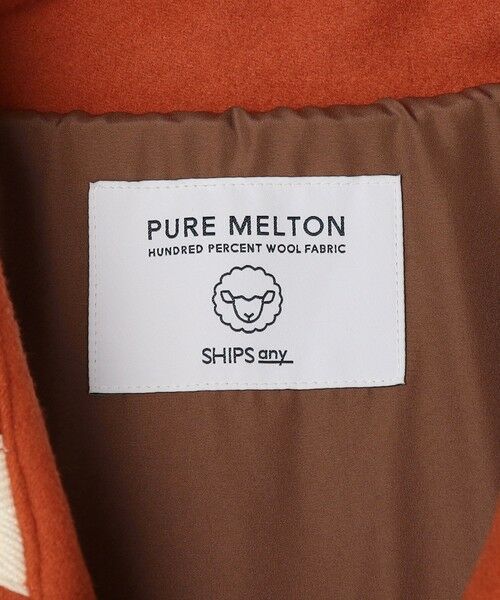 PURE MELTON
HUNDRED PERCENT WOOL FABRIC
SHIPS any